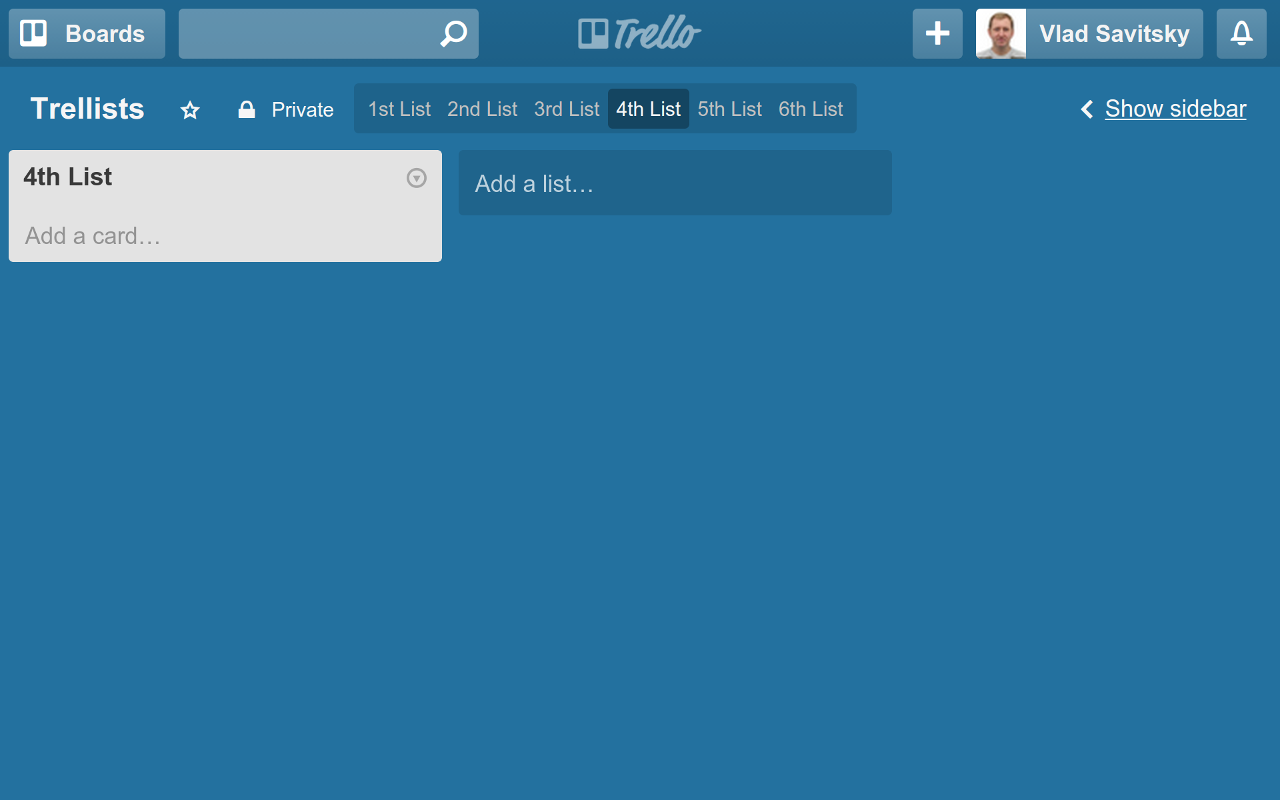 Boards
Trello
Vlad Savitsky
Trellists
Private
1st List 2nd List 3rd List 4th List 5th List 6th List
Show sidebar
4th List
Add a card…
Add a list…